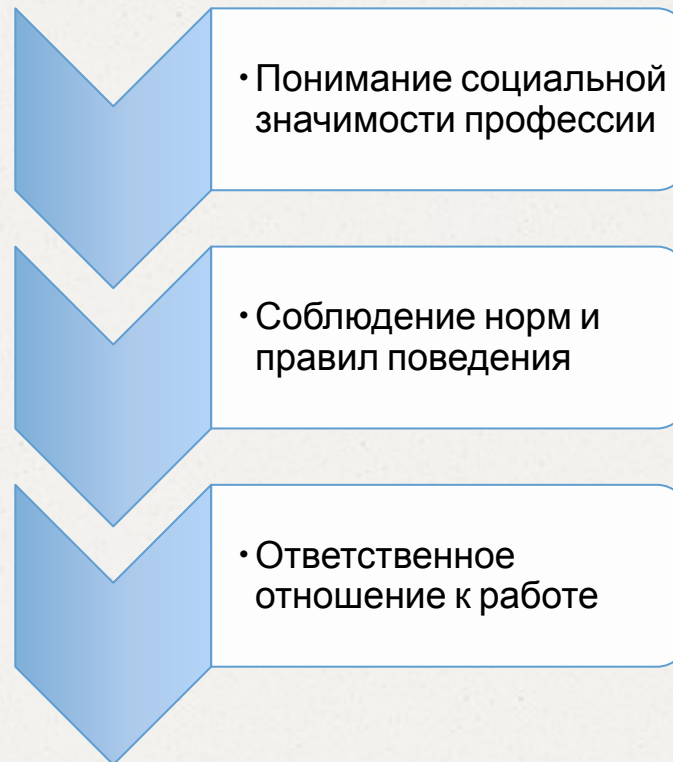 • Понимание социальной
значимости профессии
• Соблюдение норм и
правил поведения
• Ответственное
отношение к работе